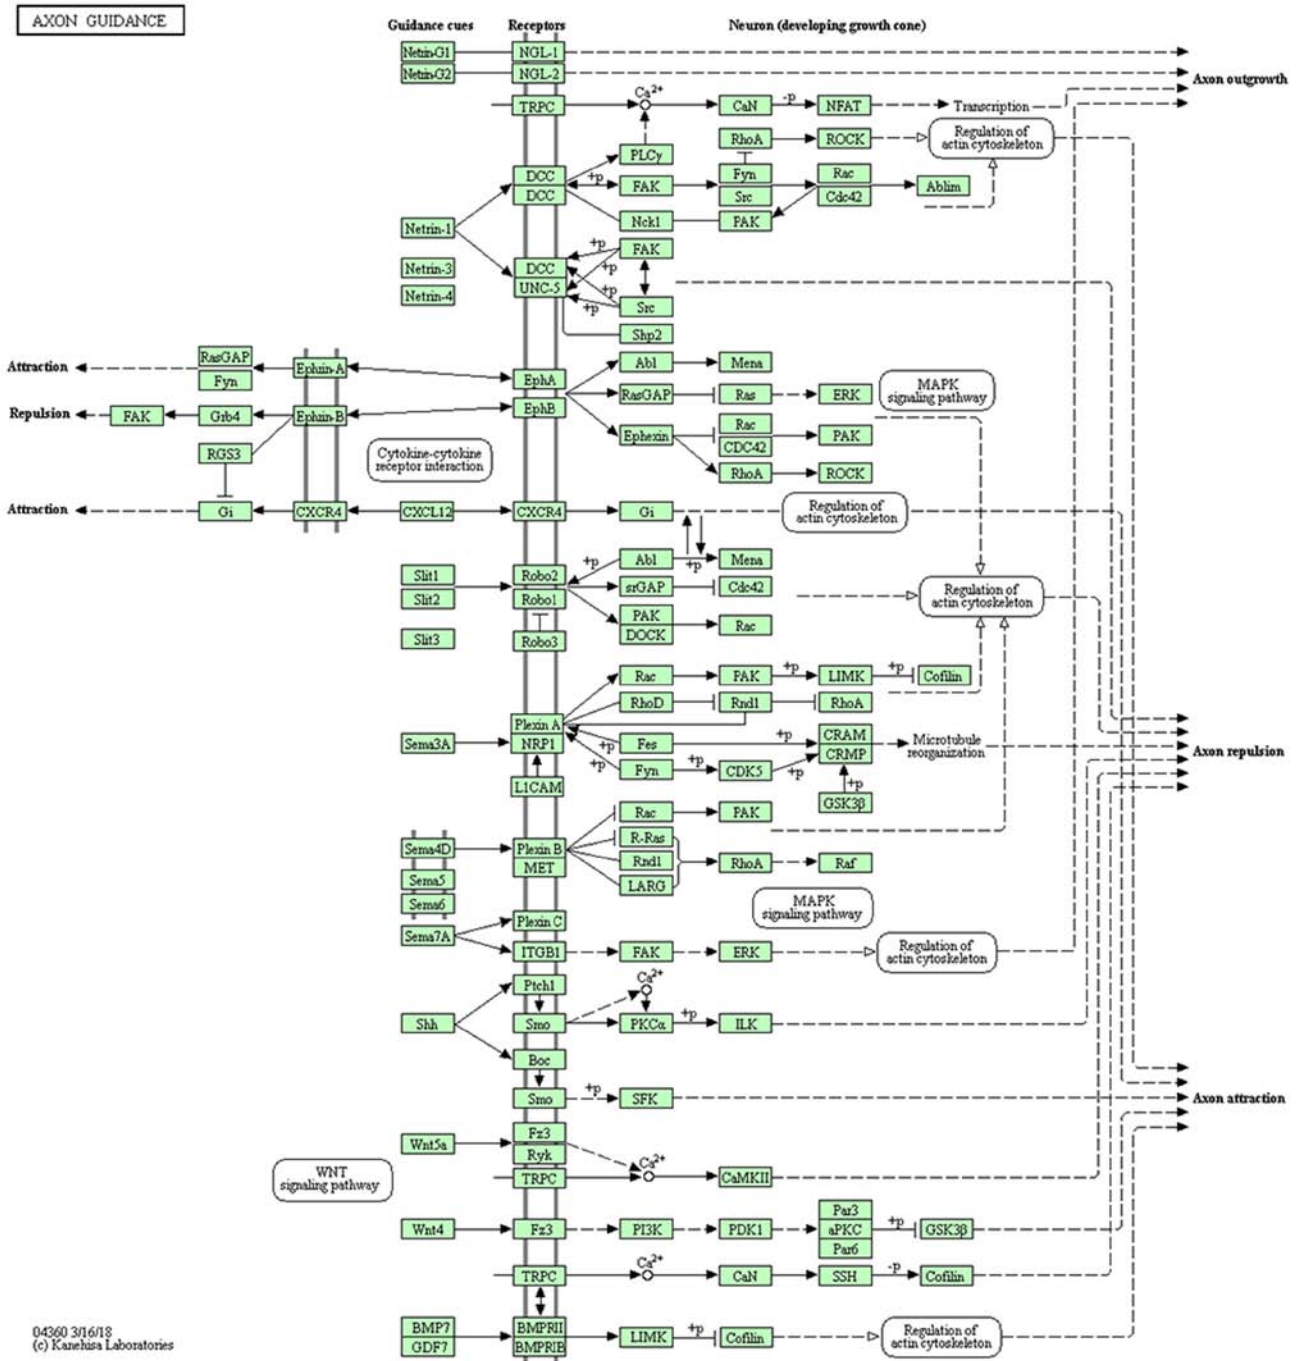 AXON GUIDANCE
Guidance cues Receptors Neuron (developing growth cone)
Netrin-G1 NGL-1
Netrin-G2 NGL-2
Axon outgrowth
Ca2+
TRPC CaN -p NFAT Transcription
RhoA ROCK Regulation of
actin cytoskeleton
PLCγ
DCC +p FAK Fyn Rac Ablim
DCC Src Cdc42
Nck1 PAK
Netrin-1
+p FAK
Netrin-3 DCC +p
Netrin-4 UNC-5 +p
+p Src
Shp2
Attraction RasGAP Ephrin-A EphA Abl Mena
Fyn
MAPK
signaling pathway
RasGAP Ras ERK
Repulsion FAK Grb4 Ephrin-B EphB
Ephexin Rac PAK
CDC42
RGS3 Cytokine-cytokine
receptor interaction
RhoA ROCK
Attraction Gi CXCR4 CXCL12 CXCR4 Gi Regulation of
actin cytoskeleton
+p Abl +p Mena
Slit1 Robo2 srGAP Cdc42
Slit2 Robo1
Regulation of
actin cytoskeleton
PAK Rac
DOCK
Slit3 Robo3
Rac PAK +p LIMK +p Cofilin
RhoD Rnd1 RhoA
Plexin A
Sema3A NRP1 Fes +p CRAM Microtubule
reorganization
CRMP
+p Fyn +p CDK5 +p
Axon repulsion
L1CAM +p
GSK3β
Rac PAK
R-Ras
Sema4D Plexin B Rnd1 RhoA Raf
MET
Sema5 LARG
Sema6 MAPK
signaling pathway
Plexin C
Sema7A ITGB1 FAK ERK Regulation of
actin cytoskeleton
Ptch1 Ca2+
Shh Smo PKCα +p ILK
Boc
Smo +p SFK
Axon attraction
Wnt5a Fz3
Ryk Ca2+
WNT
signaling pathway
TRPC CaMKII
Par3
Wnt4 Fz3 PI3K PDK1 aPKC +p GSK3β
Par6
Ca2+
TRPC CaN SSH -p Cofilin
BMP7 BMPRII LIMK +p Cofilin Regulation of
actin cytoskeleton
GDF7 BMPRIB
04360 3/16/18
(c) Kanehisa Laboratories